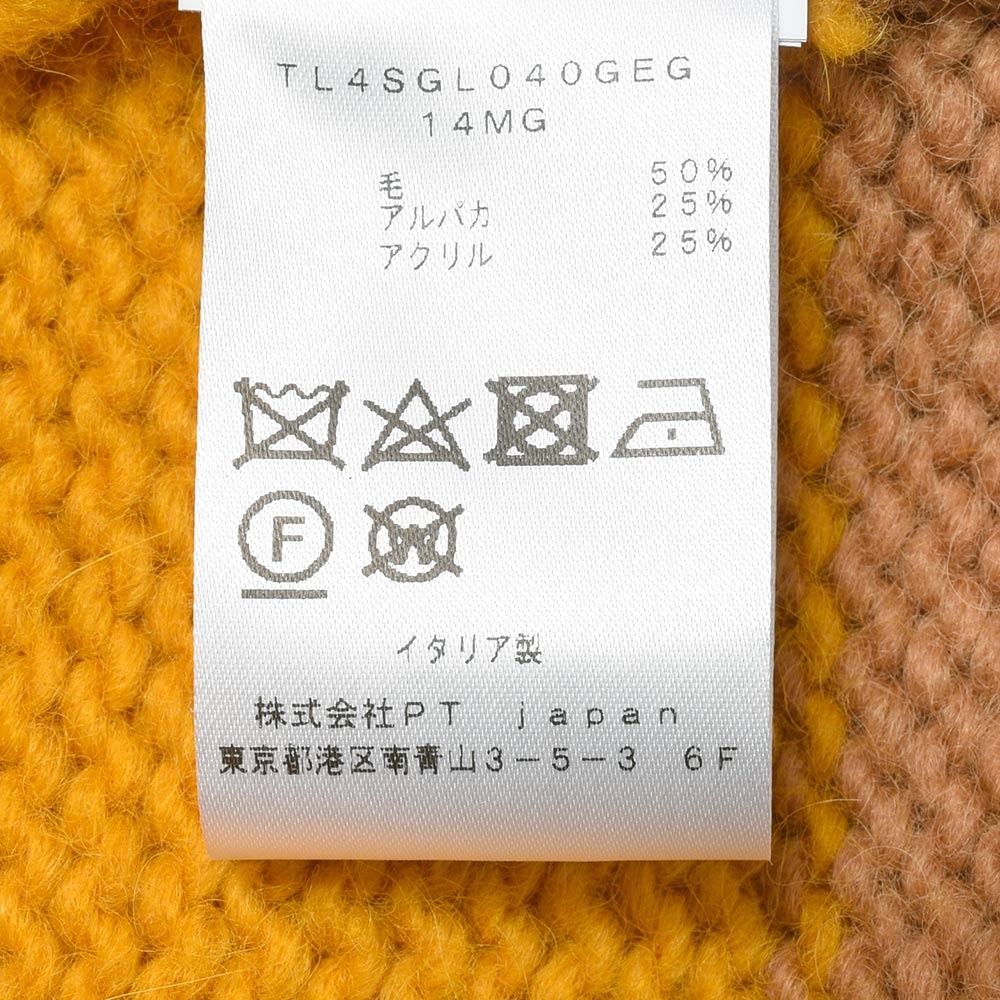 TL4SGL040GEG
14MG
毛 50%
アルパカ 25%
アクリル 25%
F W
イタリア製
株式会社PT japan
東京都港区南青山3-5-3 6F